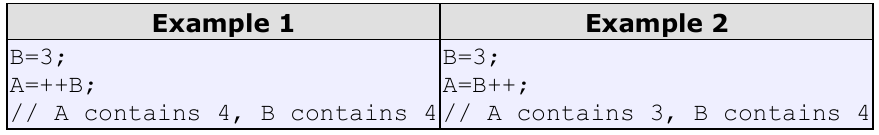 Example 1
B=3;
A=++B;
// A contains 4, B contains 4
Example 2
B=3;
A=B++;
// A contains 3, B contains 4